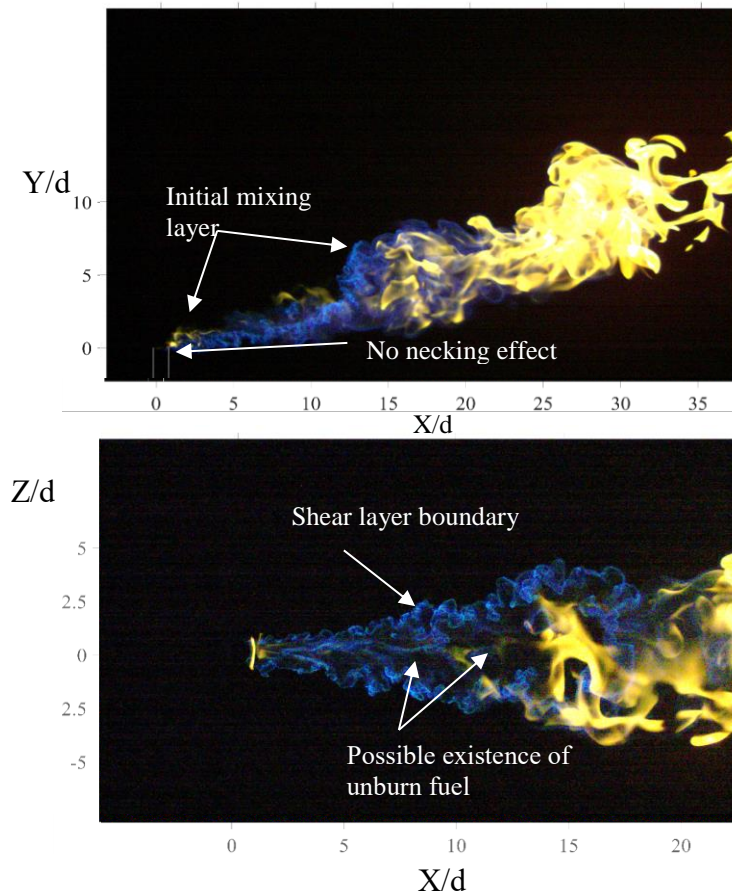 Y/d
10
5
0
Initial mixing
layer
No necking effect
0
5
10
15
20
25
30
35
X/d
Z/d
5
2.5
0
2.5
-5
Shear layer boundary
Possible existence of
unburn fuel
0
5
10
15
20
X/d